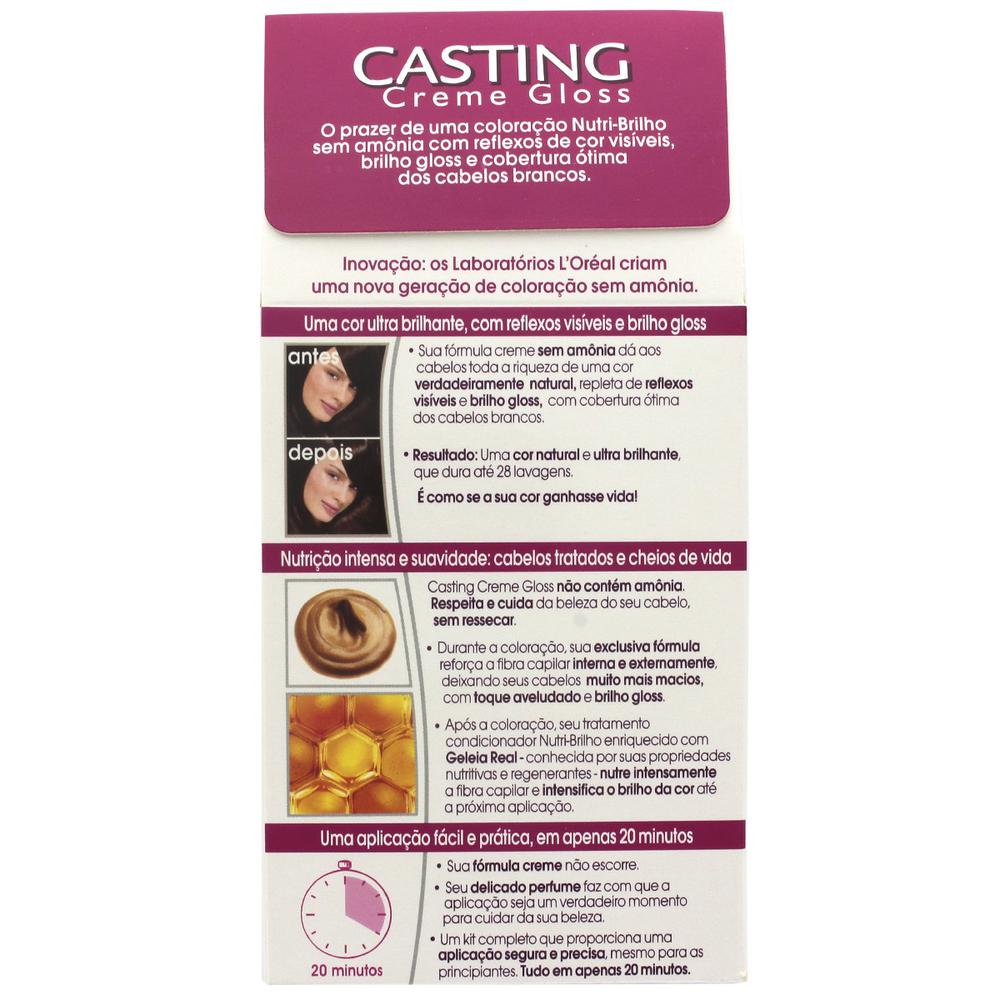 CASTING
Creme Gloss
O prazer de uma coloração Nutri-Brilho
sem amônia com reflexos de cor visíveis,
brilho gloss e cobertura ótima
dos cabelos brancos.
Inovação: os Laboratórios L'Oréal criam
uma nova geração de coloração sem amônia.
Uma cor ultra brilhante, com reflexos visíveis e brilho gloss
antes
• Sua fórmula creme sem amônia dá aos
cabelos toda a riqueza de uma cor
verdadeiramente natural, repleta de reflexos
visíveis e brilho gloss, com cobertura ótima
dos cabelos brancos.
depois
• Resultado: Uma cor natural e ultra brilhante,
que dura até 28 lavagens.
É como se a sua cor ganhasse vida!
Nutrição intensa e suavidade: cabelos tratados e cheios de vida
Casting Creme Gloss não contém amônia.
Respeita e cuida da beleza do seu cabelo,
sem ressecar.
• Durante a coloração, sua exclusiva fórmula
reforça a fibra capilar interna e externamente,
deixando seus cabelos muito mais macios,
com toque aveludado e brilho gloss.
• Após a coloração, seu tratamento
condicionador Nutri-Brilho enriquecido com
Geleia Real - conhecida por suas propriedades
nutritivas e regenerantes - nutre intensamente
a fibra capilar e intensifica o brilho da cor até
a próxima aplicação.
Uma aplicação fácil e prática, em apenas 20 minutos
• Sua fórmula creme não escorre.
• Seu delicado perfume faz com que a
aplicação seja um verdadeiro momento
para cuidar da sua beleza.
• Um kit completo que proporciona uma
aplicação segura e precisa, mesmo para as
principiantes. Tudo em apenas 20 minutos.
20 minutos